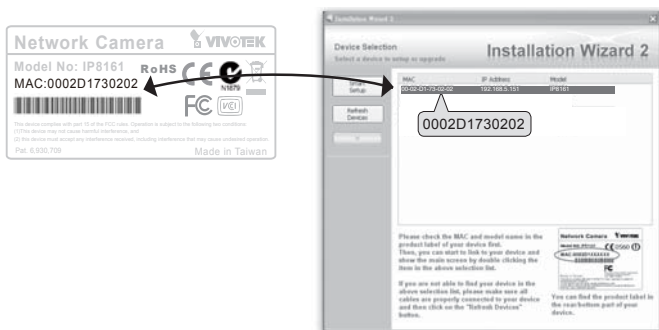 Network Camera
VIVOTEK
Model No: IP8161
RoHS
CE
MAC:0002D1730202
N1879
FC
VCI
This device complies with part 15 of the FCC rules. Operation is subject to the following two conditions:
(1)This device may not cause harmful interference, and
(2) this device must accept any interference received, including interference that may cause undesired operation.
Pat. 6,930,709
Made in Taiwan
Installation Wizard 2
Device Selection
Select a device to setup or upgrade
Installation Wizard 2
Setup
Refresh
Devices
MAC
IP Address
Model
00-02-D1-73-02-02
192.168.5.151
IP8161
0002D1730202
Please check the MAC and model name in the
product label of your device first.
Then, you can start to link to your device and
show the main screen by double clicking the
item in the above selection list.
If you are not able to find your device in the
above selection list, please make sure all
cables are properly connected to your device
and then click on the "Refresh Devices"
button.
Network Camera
VIVOTEK
CE 0560
MAC:0002D1XXXXXX
You can find the product label in
the rear/bottom part of your
device.